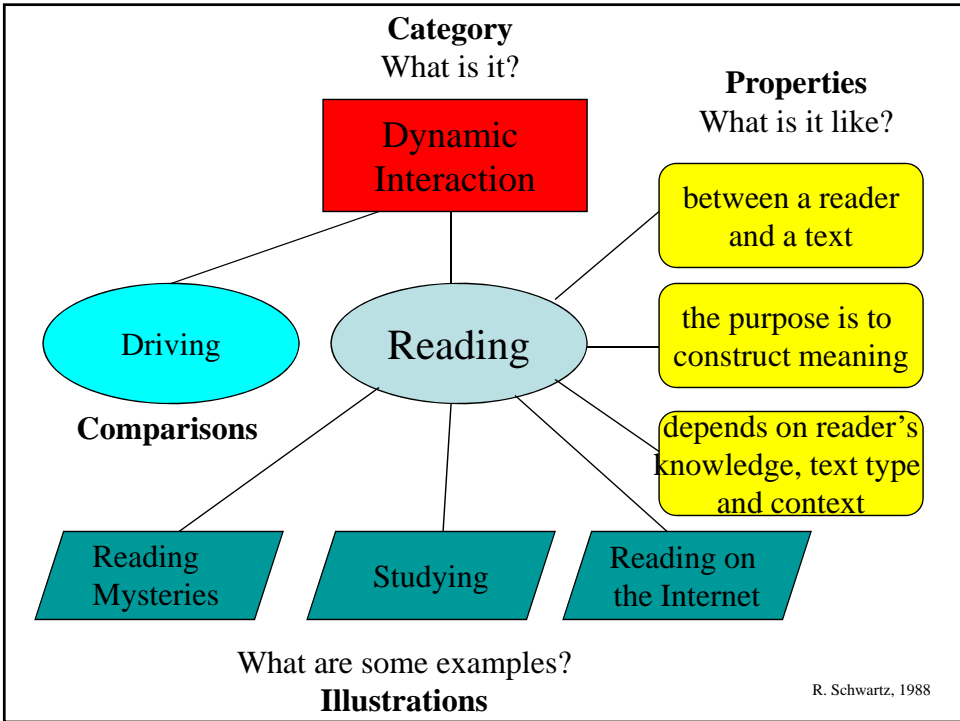 Category
What is it?
Properties
What is it like?
Dynamic
Interaction
between a reader
and a text
Driving
Reading
the purpose is to
construct meaning
Comparisons
depends on reader’s
knowledge, text type
and context
Reading
Mysteries
Studying
Reading on
the Internet
What are some examples?
Illustrations
R. Schwartz, 1988